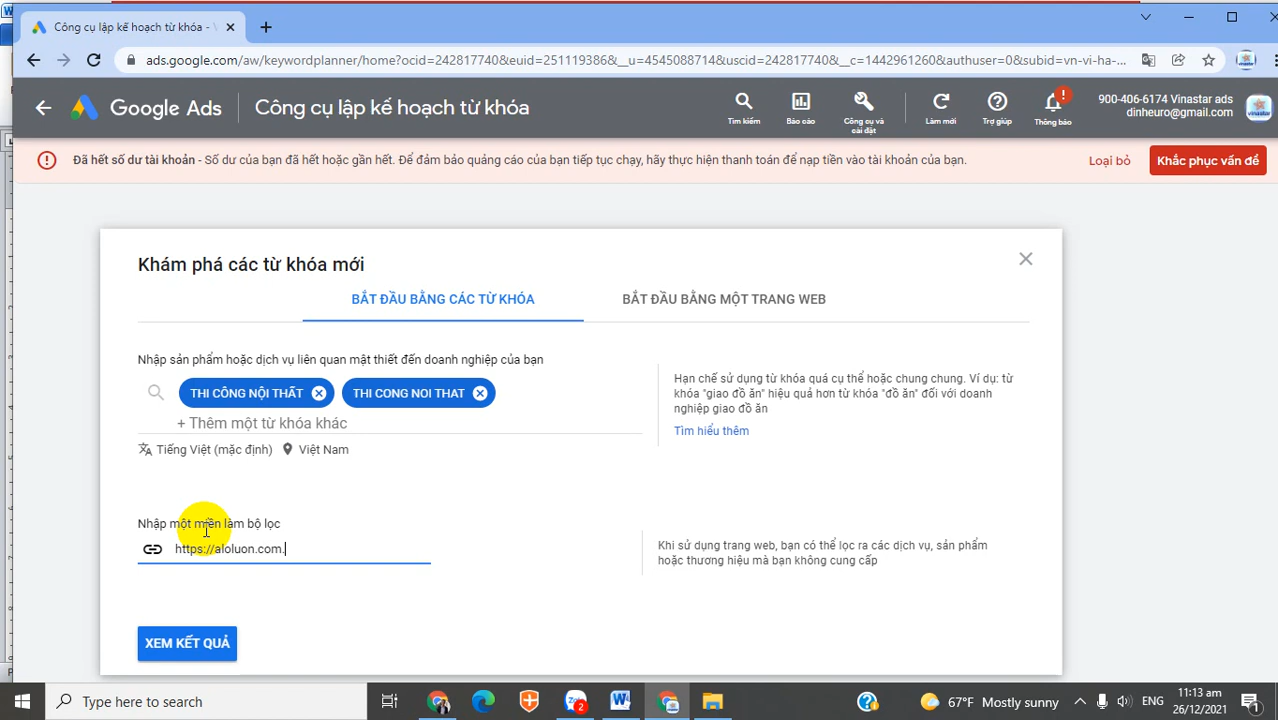 Công cụ lập kế hoạch từ khóa -
ads.google.com/aw/keywordplanner/home?ocid=242817740&euid=251119386&__u=4545088714&uscid=242817740&__c=1442961260&authuser=0&subid=vn-vi-ha-...
Google Ads
Công cụ lập kế hoạch từ khóa
Tìm kiếm
Báo cáo
Công cụ và
cài đặt
Làm mới
Trợ giúp
Thông báo
900-406-6174 Vinastar ads
dinheuro@gmail.com
Đã hết số dư tài khoản - Số dư của bạn đã hết hoặc gần hết. Để đảm bảo quảng cáo của bạn tiếp tục chạy, hãy thực hiện thanh toán để nạp tiền vào tài khoản của bạn.
Loại bỏ
Khắc phục vấn đề
Khám phá các từ khóa mới
BẮT ĐẦU BẰNG CÁC TỪ KHÓA
BẮT ĐẦU BẰNG MỘT TRANG WEB
Nhập sản phẩm hoặc dịch vụ liên quan mật thiết đến doanh nghiệp của bạn
THI CÔNG NỘI THẤT
THI CONG NOI THAT
+ Thêm một từ khóa khác
Tiếng Việt (mặc định)
Việt Nam
Hạn chế sử dụng từ khóa quá cụ thể hoặc chung chung. Ví dụ: từ
khóa "giao đồ ăn" hiệu quả hơn từ khóa "đồ ăn" đối với doanh
nghiệp giao đồ ăn
Tìm hiểu thêm
Nhập một miền làm bộ lọc
https://aloluon.com.
Khi sử dụng trang web, bạn có thể lọc ra các dịch vụ, sản phẩm
hoặc thương hiệu mà bạn không cung cấp
XEM KẾT QUẢ
Type here to search
2
67°F Mostly sunny
ENG
11:13 am
26/12/2021
1